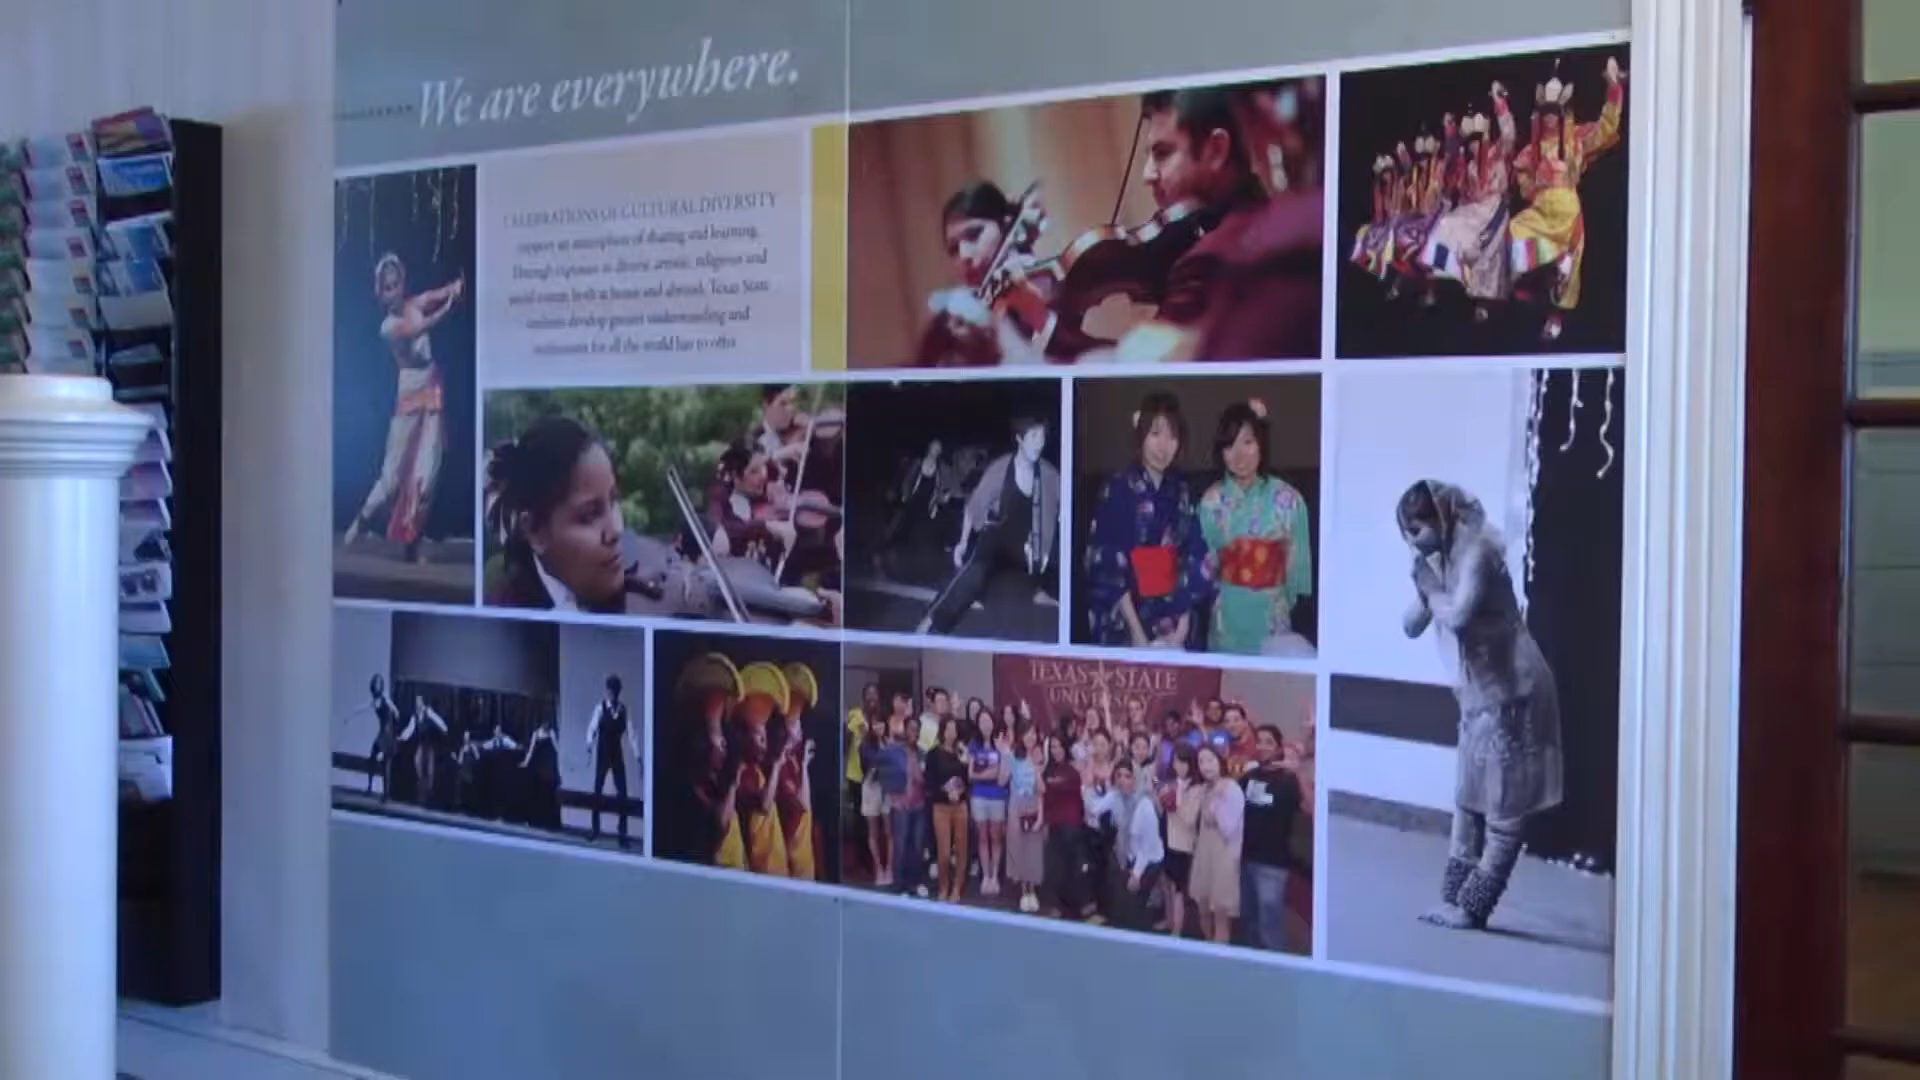 We are everywhere.
CELEBRATIONS OF CULTURAL DIVERSITY
support an atmosphere of sharing and learning.
Through exposure to diverse artistic, religious and
social events both at home and abroad, Texas State
students develop greater understanding and
enthusiasm for all the world has to offer.
TEXAS STATE
UNIVERSITY